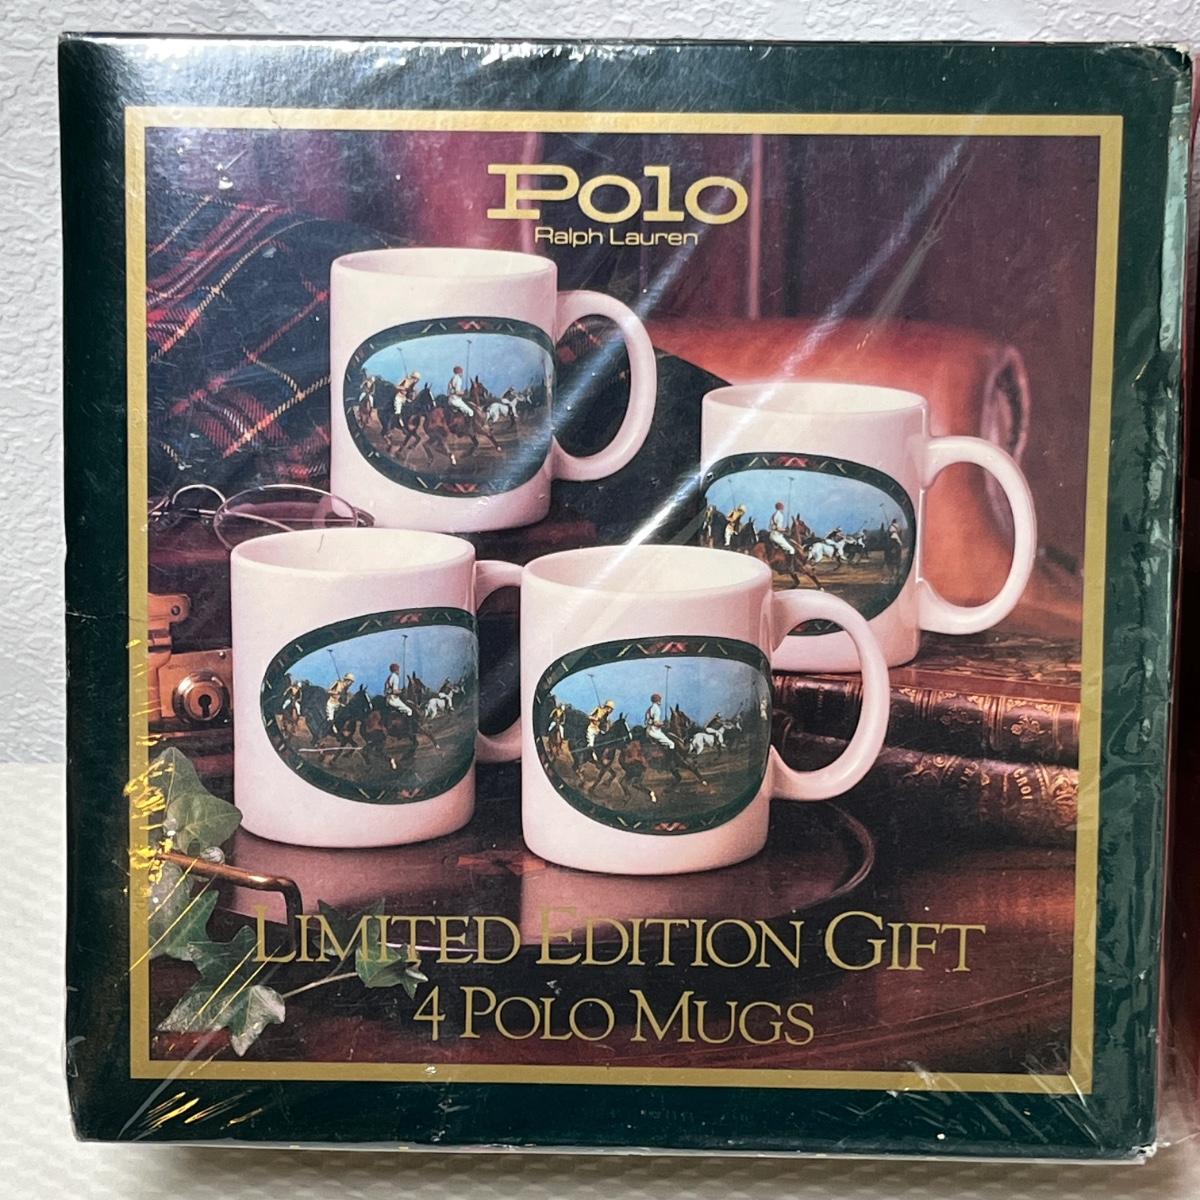 Polo
Ralph Lauren
LIMITED EDITION GIFT
4 POLO MUGS